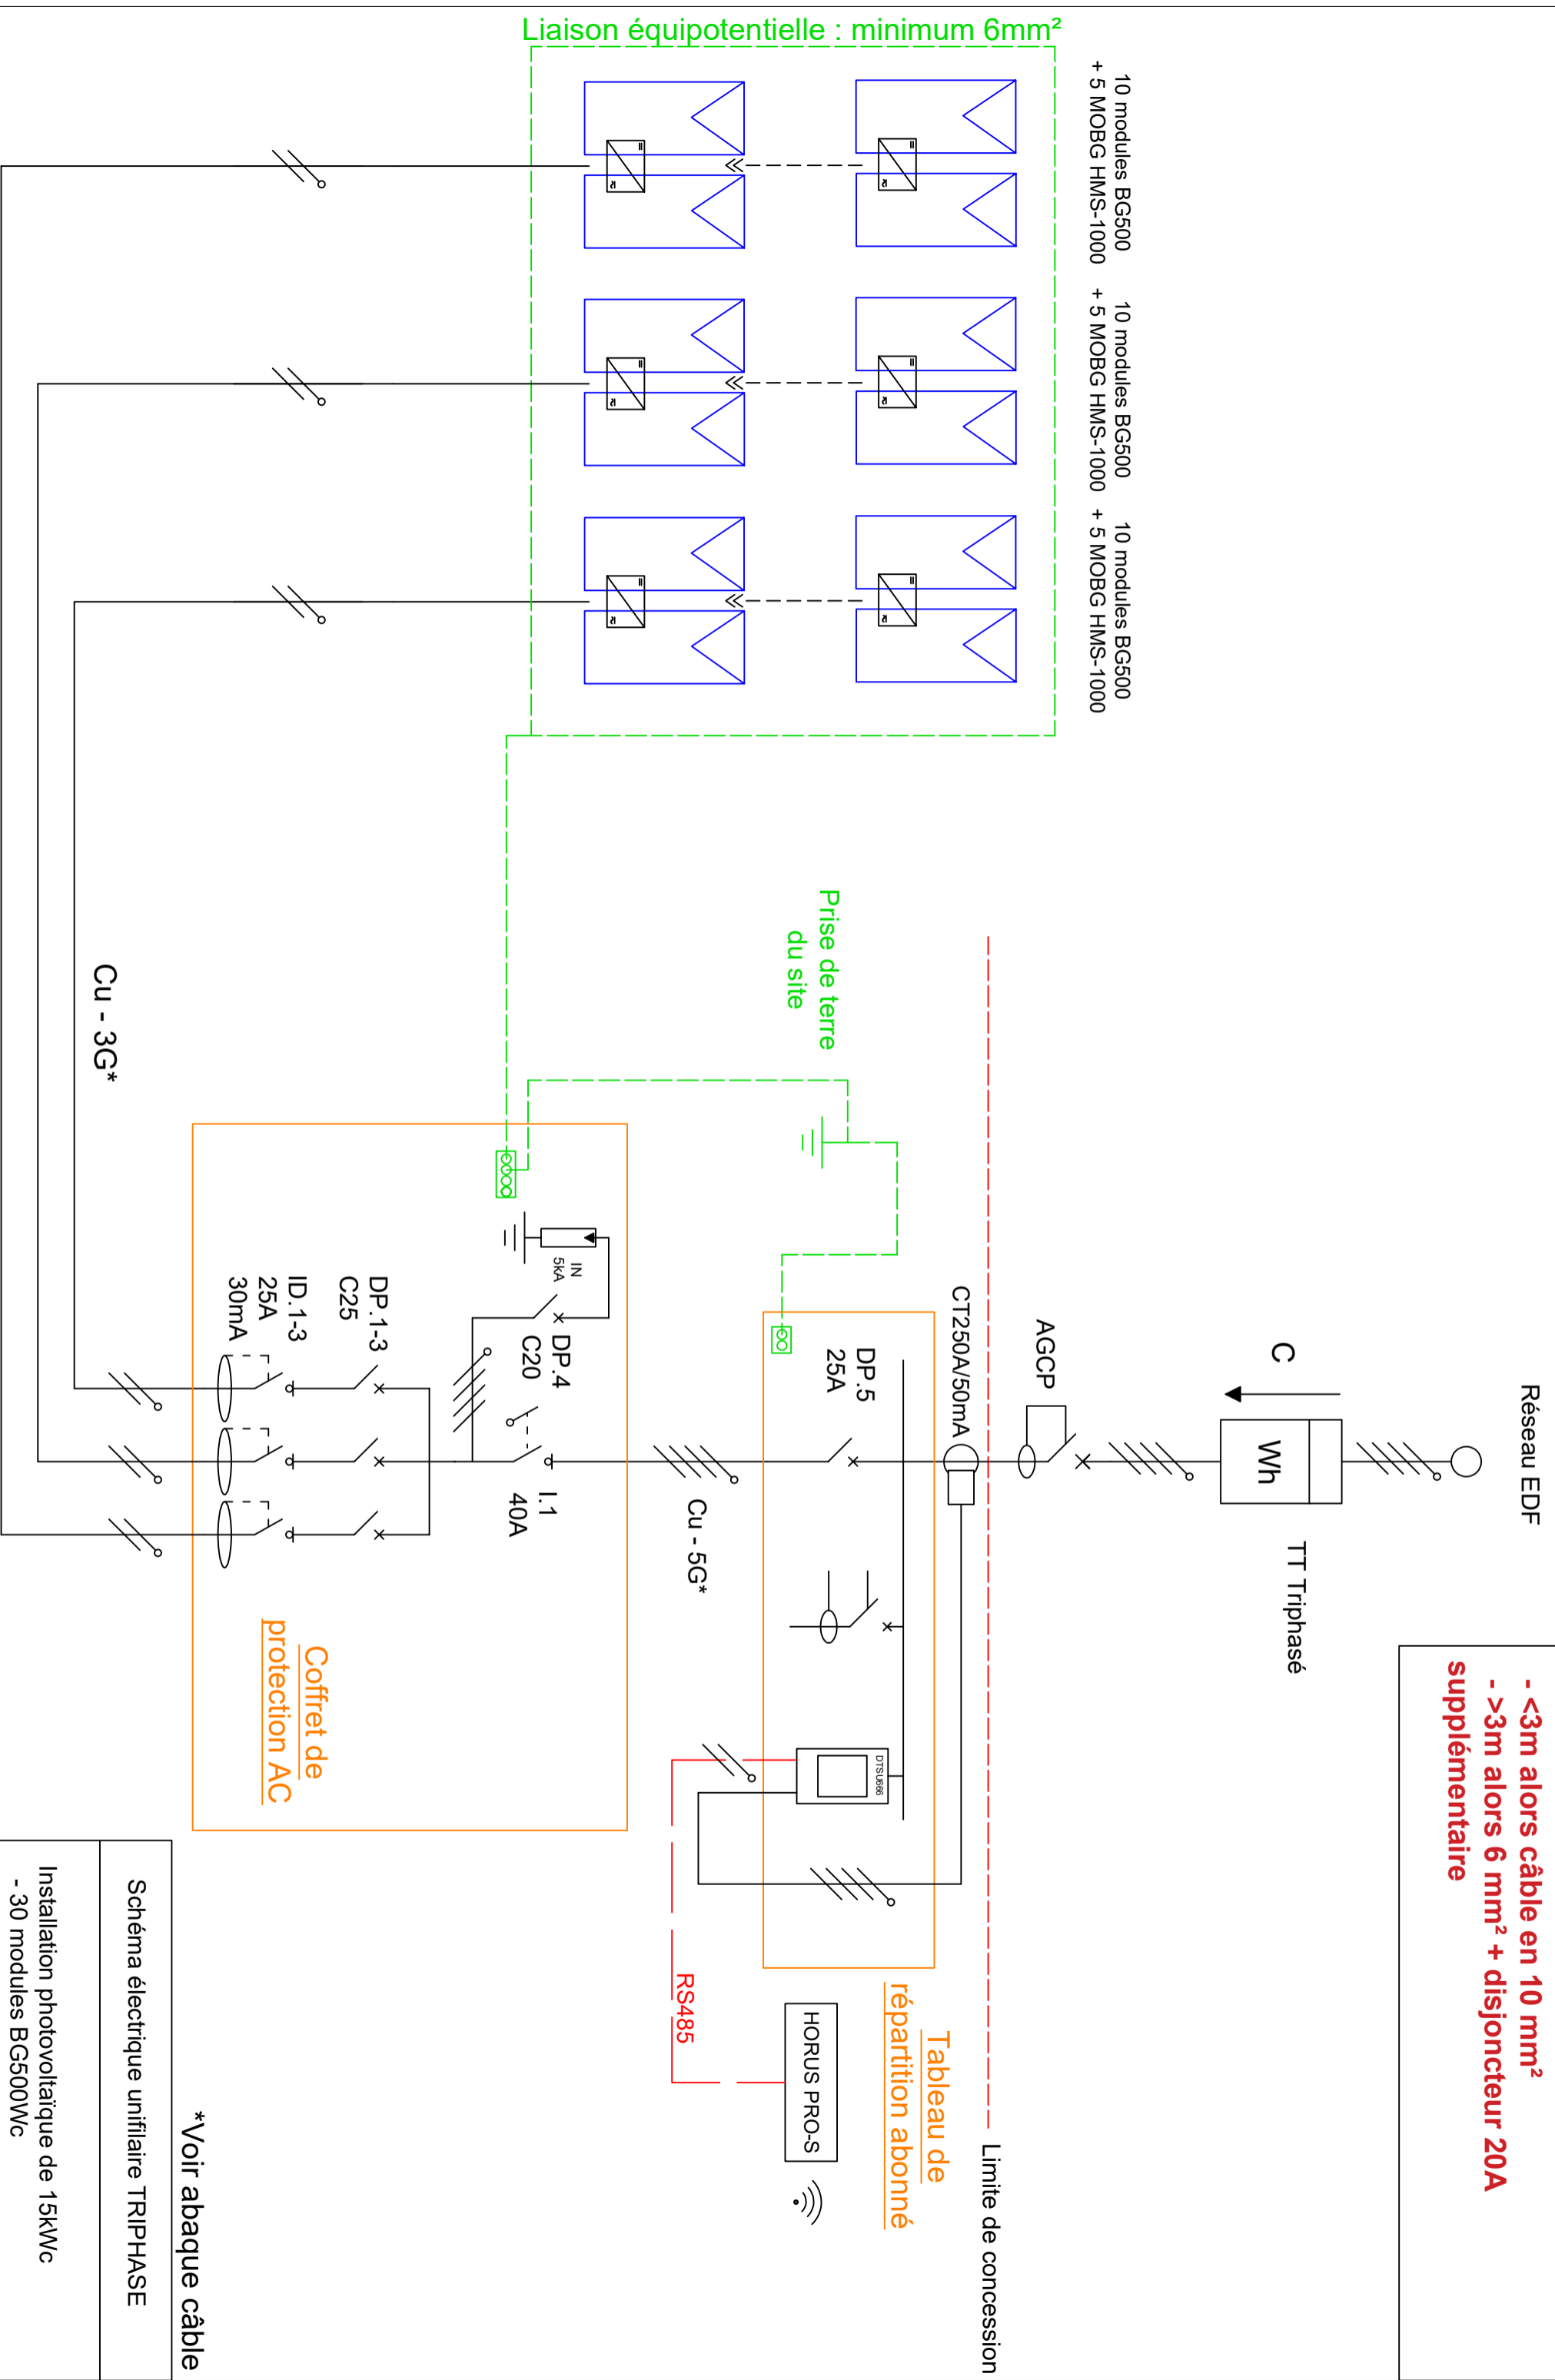 Liaison équipotentielle : minimum 6mm²
10 modules BG500
+ 5 MOBG HMS-1000
10 modules BG500
+ 5 MOBG HMS-1000
10 modules BG500
+ 5 MOBG HMS-1000
Réseau EDF
- <3m alors câble en 10 mm²
- >3m alors 6 mm² + disjoncteur 20A
supplémentaire
C
Wh
TT Triphasé
AGCP
Limite de concession
CT250A/50mA
Prise de terre
du site
DP.5
25A
DTSU666
Tableau de
répartition abonné
HORUS PRO-S
RS485
Cu - 5G*
IN
5kA
DP.4
C20
I.1
40A
DP.1-3
C25
ID.1-3
25A
30mA
Coffret de
protection AC
Cu - 3G*
*Voir abaque câble
Schéma électrique unifilaire TRIPHASE
Installation photovoltaïque de 15kWc
- 30 modules BG500Wc